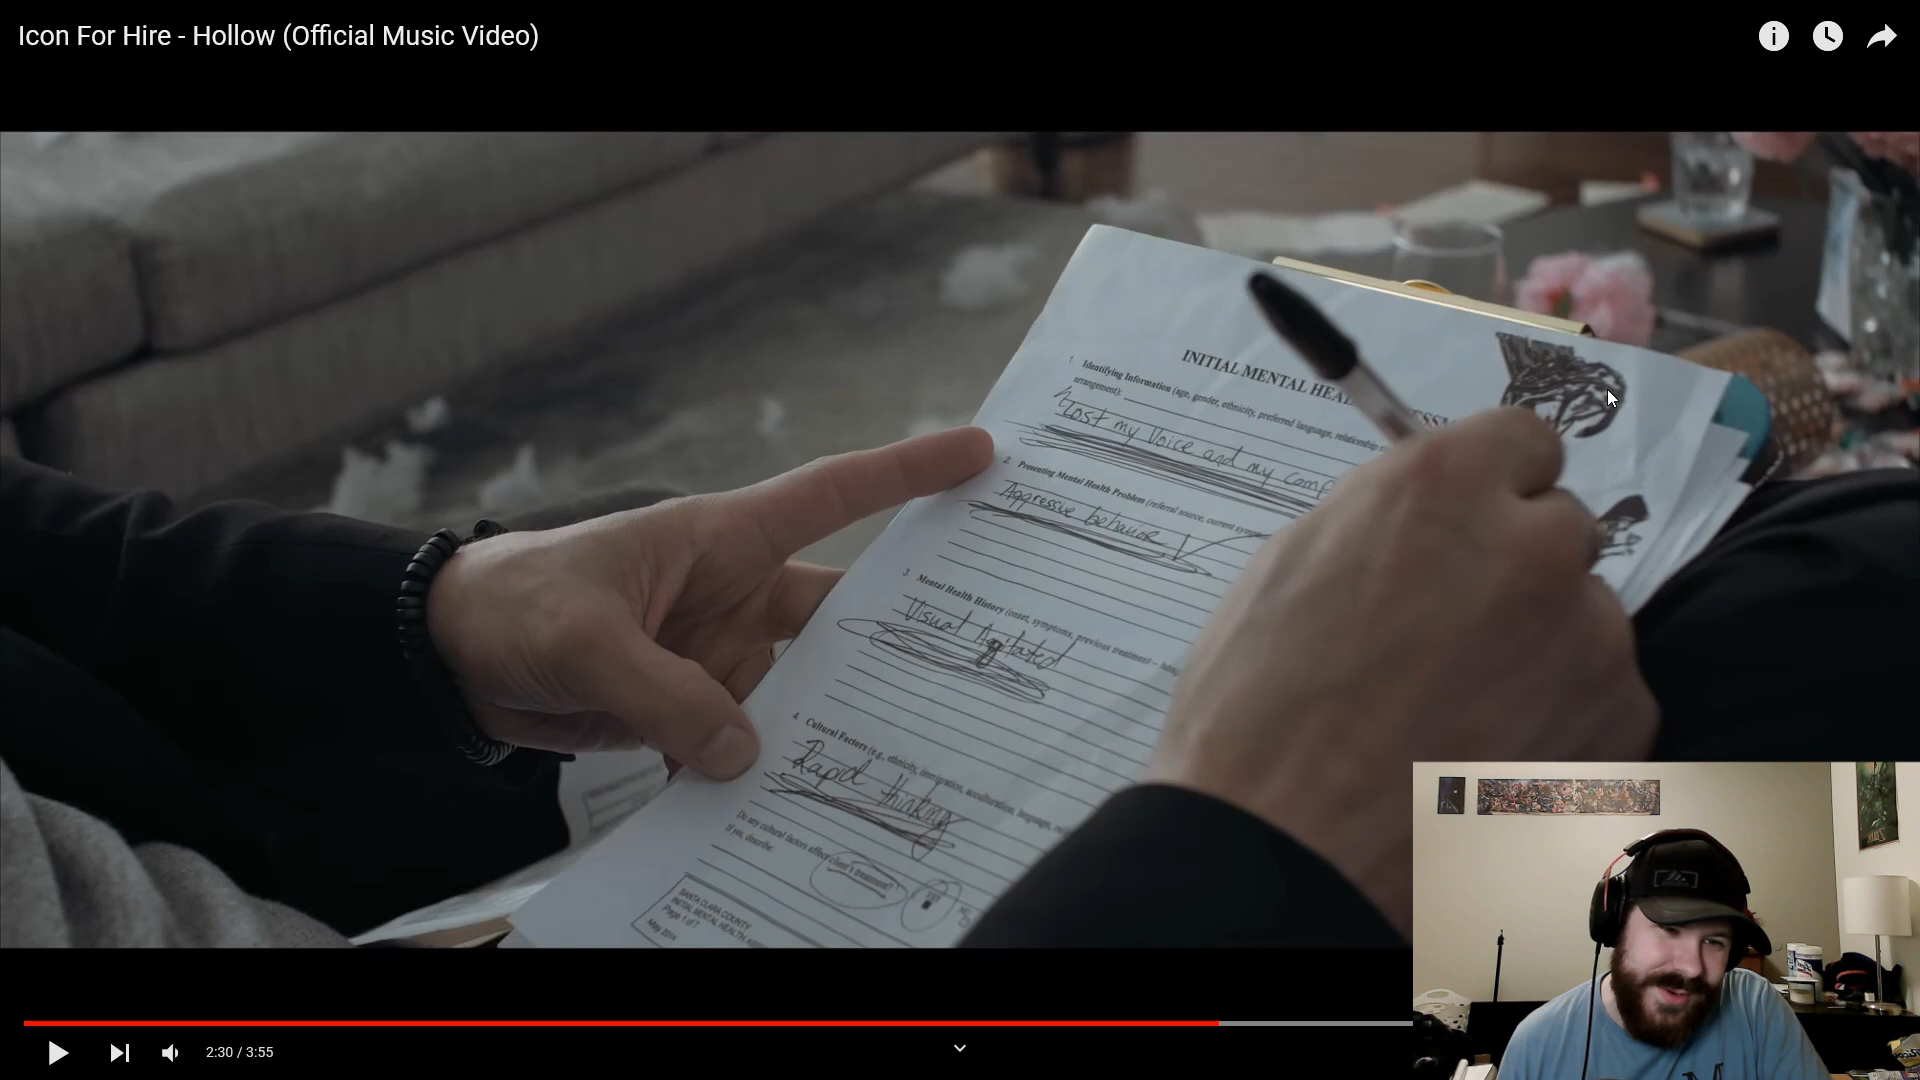 Icon For Hire - Hollow (Official Music Video)
INITIAL MENTAL
1. Identifying Information (age, gender, ethnicity, preferred language, relationship
arrangement):
Lost my Voice and my comp
2. Presenting Mental Health Problem (referral source, current
Aggressive behavior
3. Mental Health History (onset, symptoms, previous treatment –
Visual Agitated
4. Cultural Factors (e.g., ethnicity, immigration, acculturation, language,
Rapid thinking
Do any cultural factors affect client's treatment?
If yes, describe
SANTA CLARA COUNTY
INITIAL MENTAL HEALTH
Page 1 of 7
May 2014
2:30 / 3:55